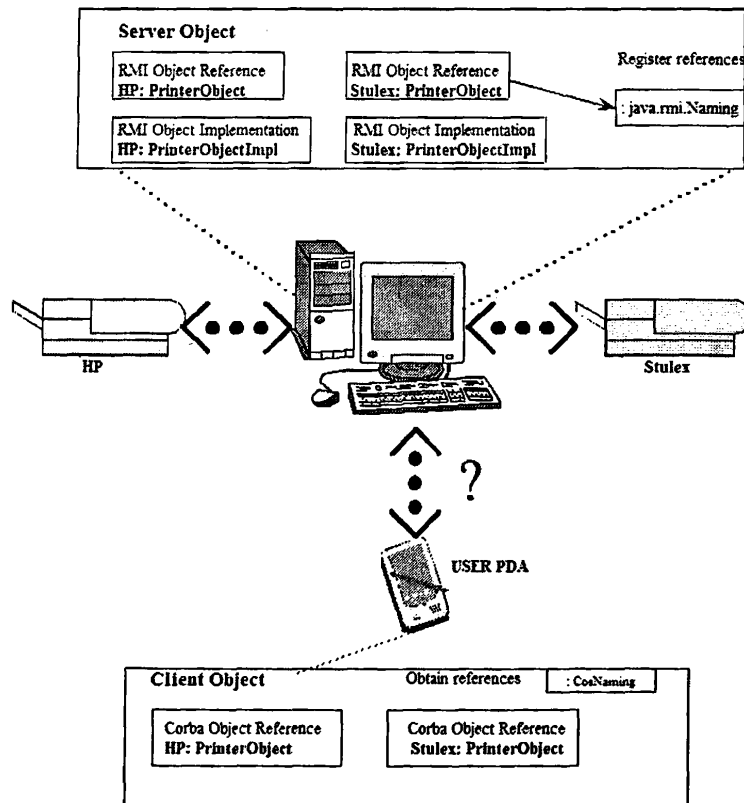 Server Object
RMI Object Reference
HP: PrinterObject
RMI Object Reference
Stulex: PrinterObject
Register references
: java.rmi.Naming
RMI Object Implementation
HP: PrinterObjectImpl
RMI Object Implementation
Stulex: PrinterObjectImpl
HP
Stulex
?
USER PDA
Client Object
Obtain references
: CosNaming
Corba Object Reference
HP: PrinterObject
Corba Object Reference
Stulex: PrinterObject